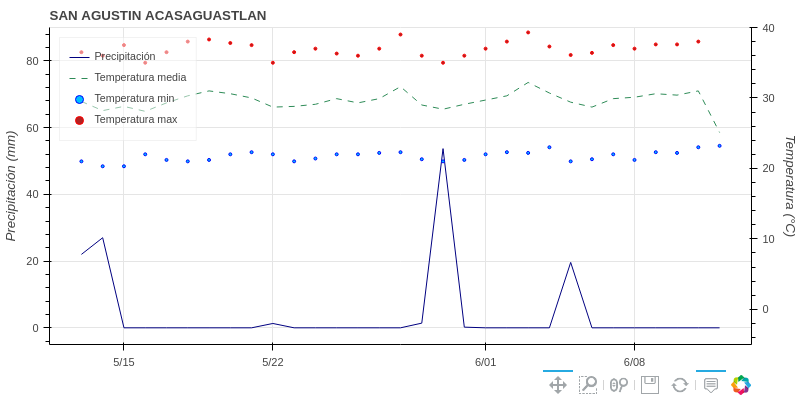 SAN AGUSTIN ACASAGUASTLAN
Precipitación
Temperatura media
Temperatura min
Temperatura max
Precipitación (mm)
80
60
40
20
0
Temperatura (°C)
40
30
20
10
0
5/15
5/22
6/01
6/08